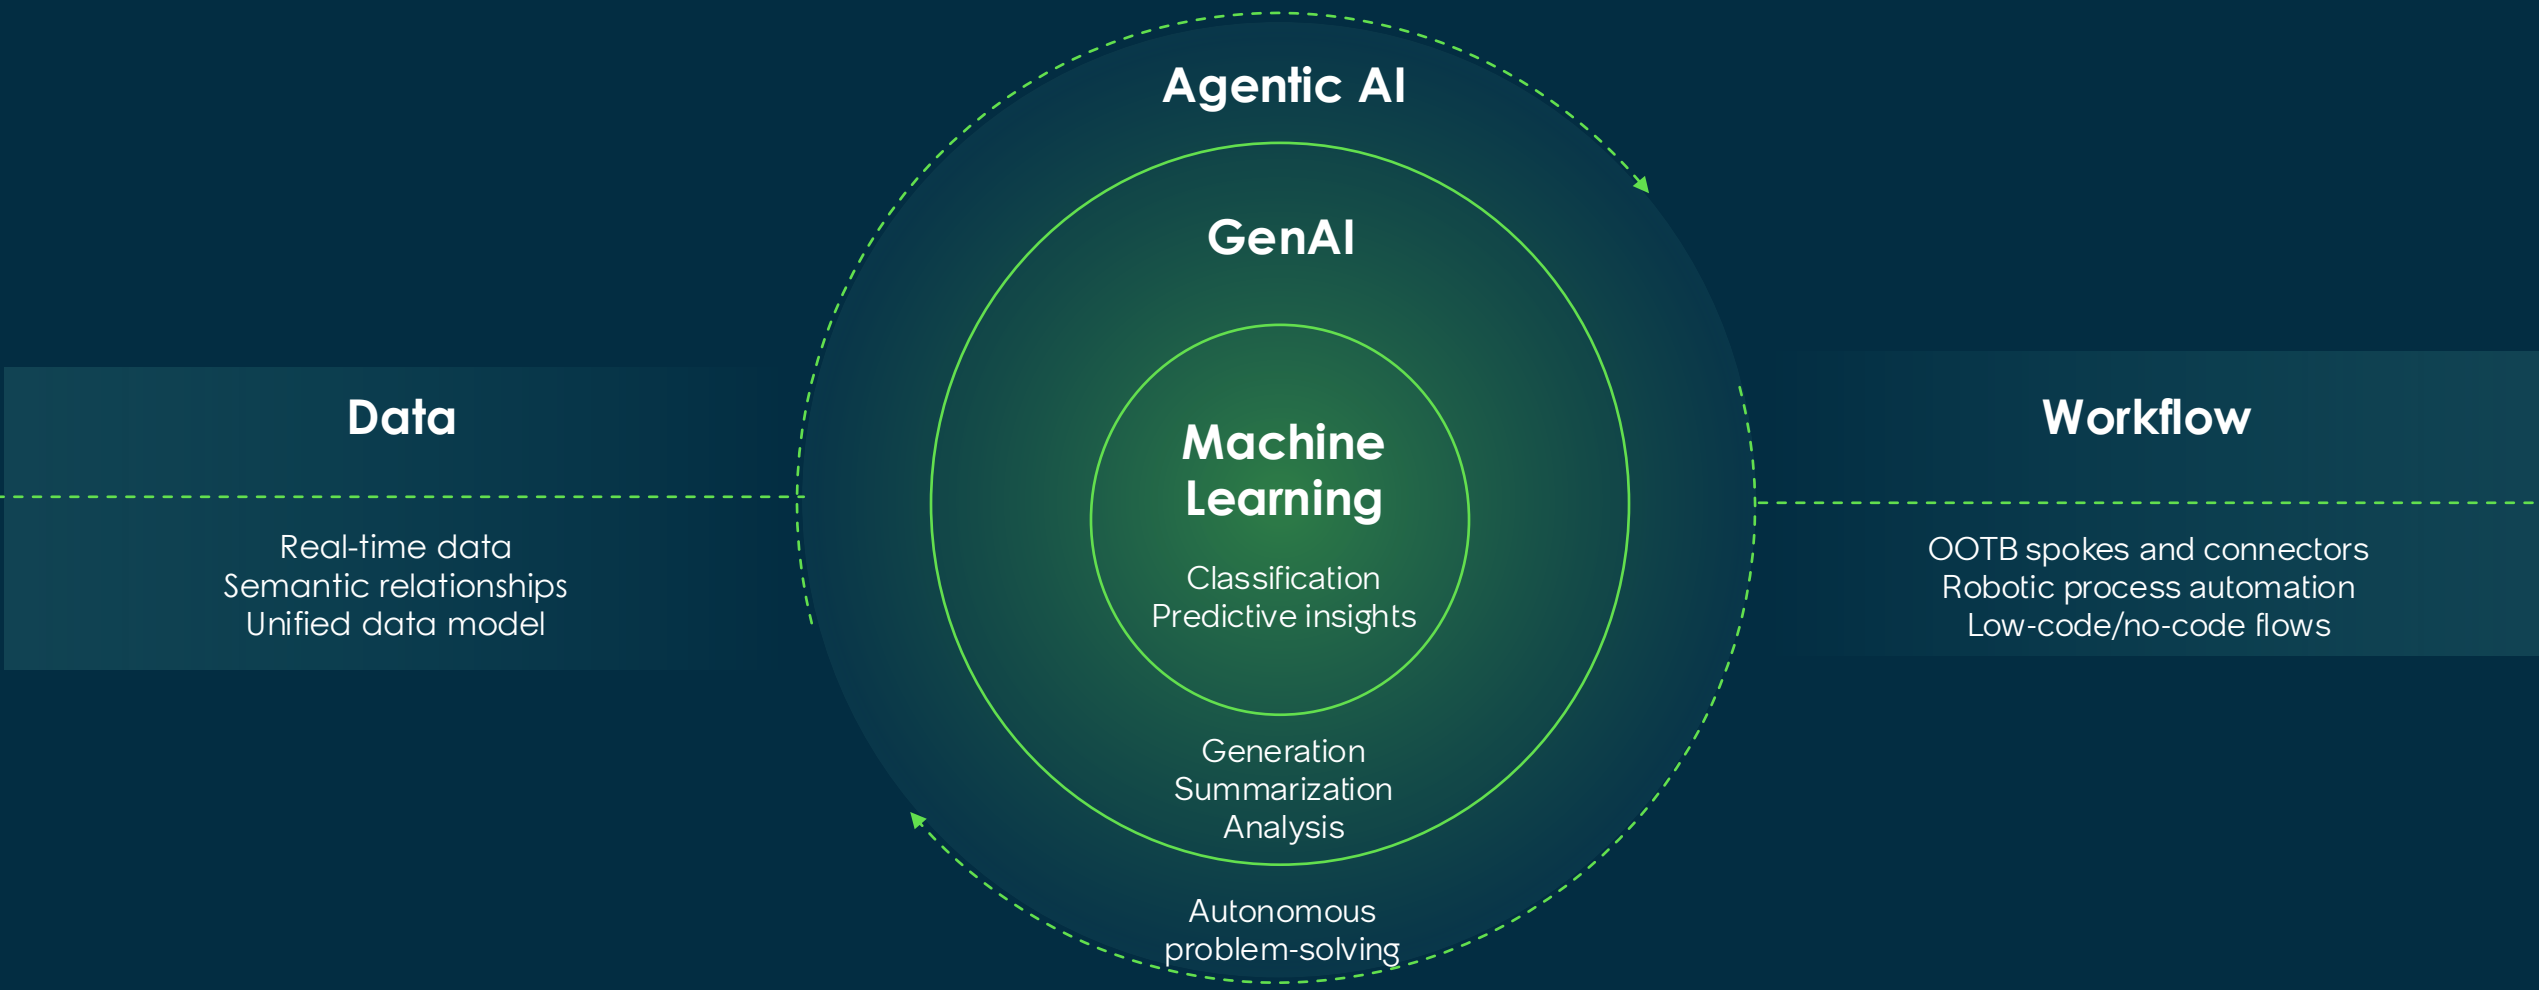 Agentic AI
GenAI
Machine
Learning
Classification
Predictive insights
Generation
Summarization
Analysis
Autonomous
problem-solving
Data
Real-time data
Semantic relationships
Unified data model
Workflow
OOTB spokes and connectors
Robotic process automation
Low-code/no-code flows